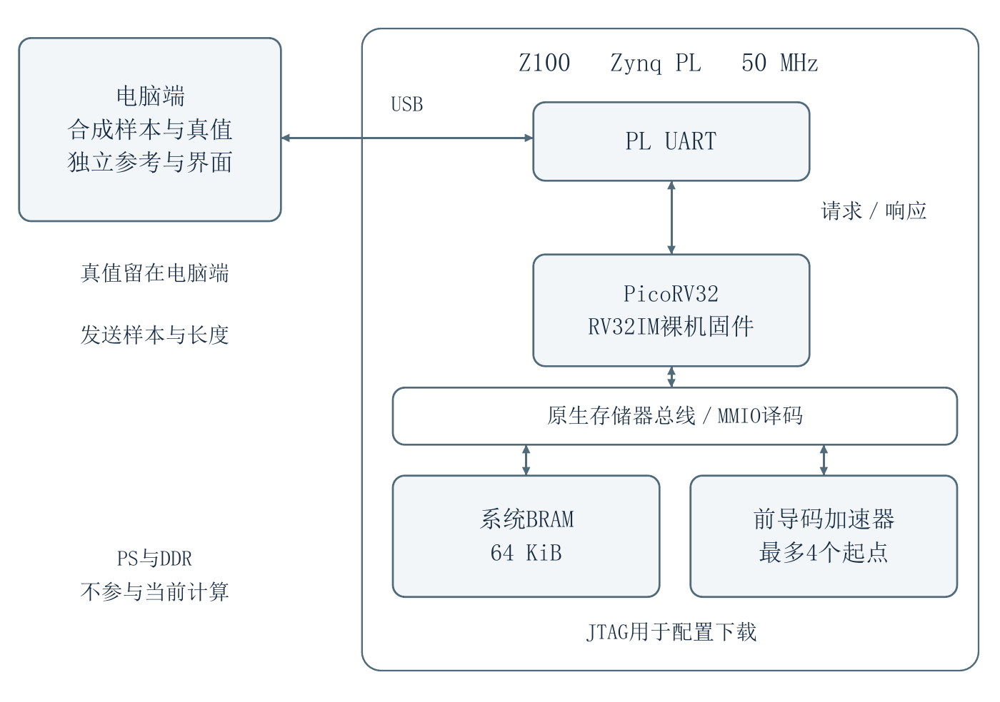 电脑端
合成样本与真值
独立参考与界面
真值留在电脑端
发送样本与长度
PS与DDR
不参与当前计算
Z100 Zynq PL 50 MHz
USB
PL UART
请求 / 响应
PicoRV32
RV32IM裸机固件
原生存储器总线 / MMIO译码
系统BRAM
64 KiB
前导码加速器
最多4个起点
JTAG用于配置下载